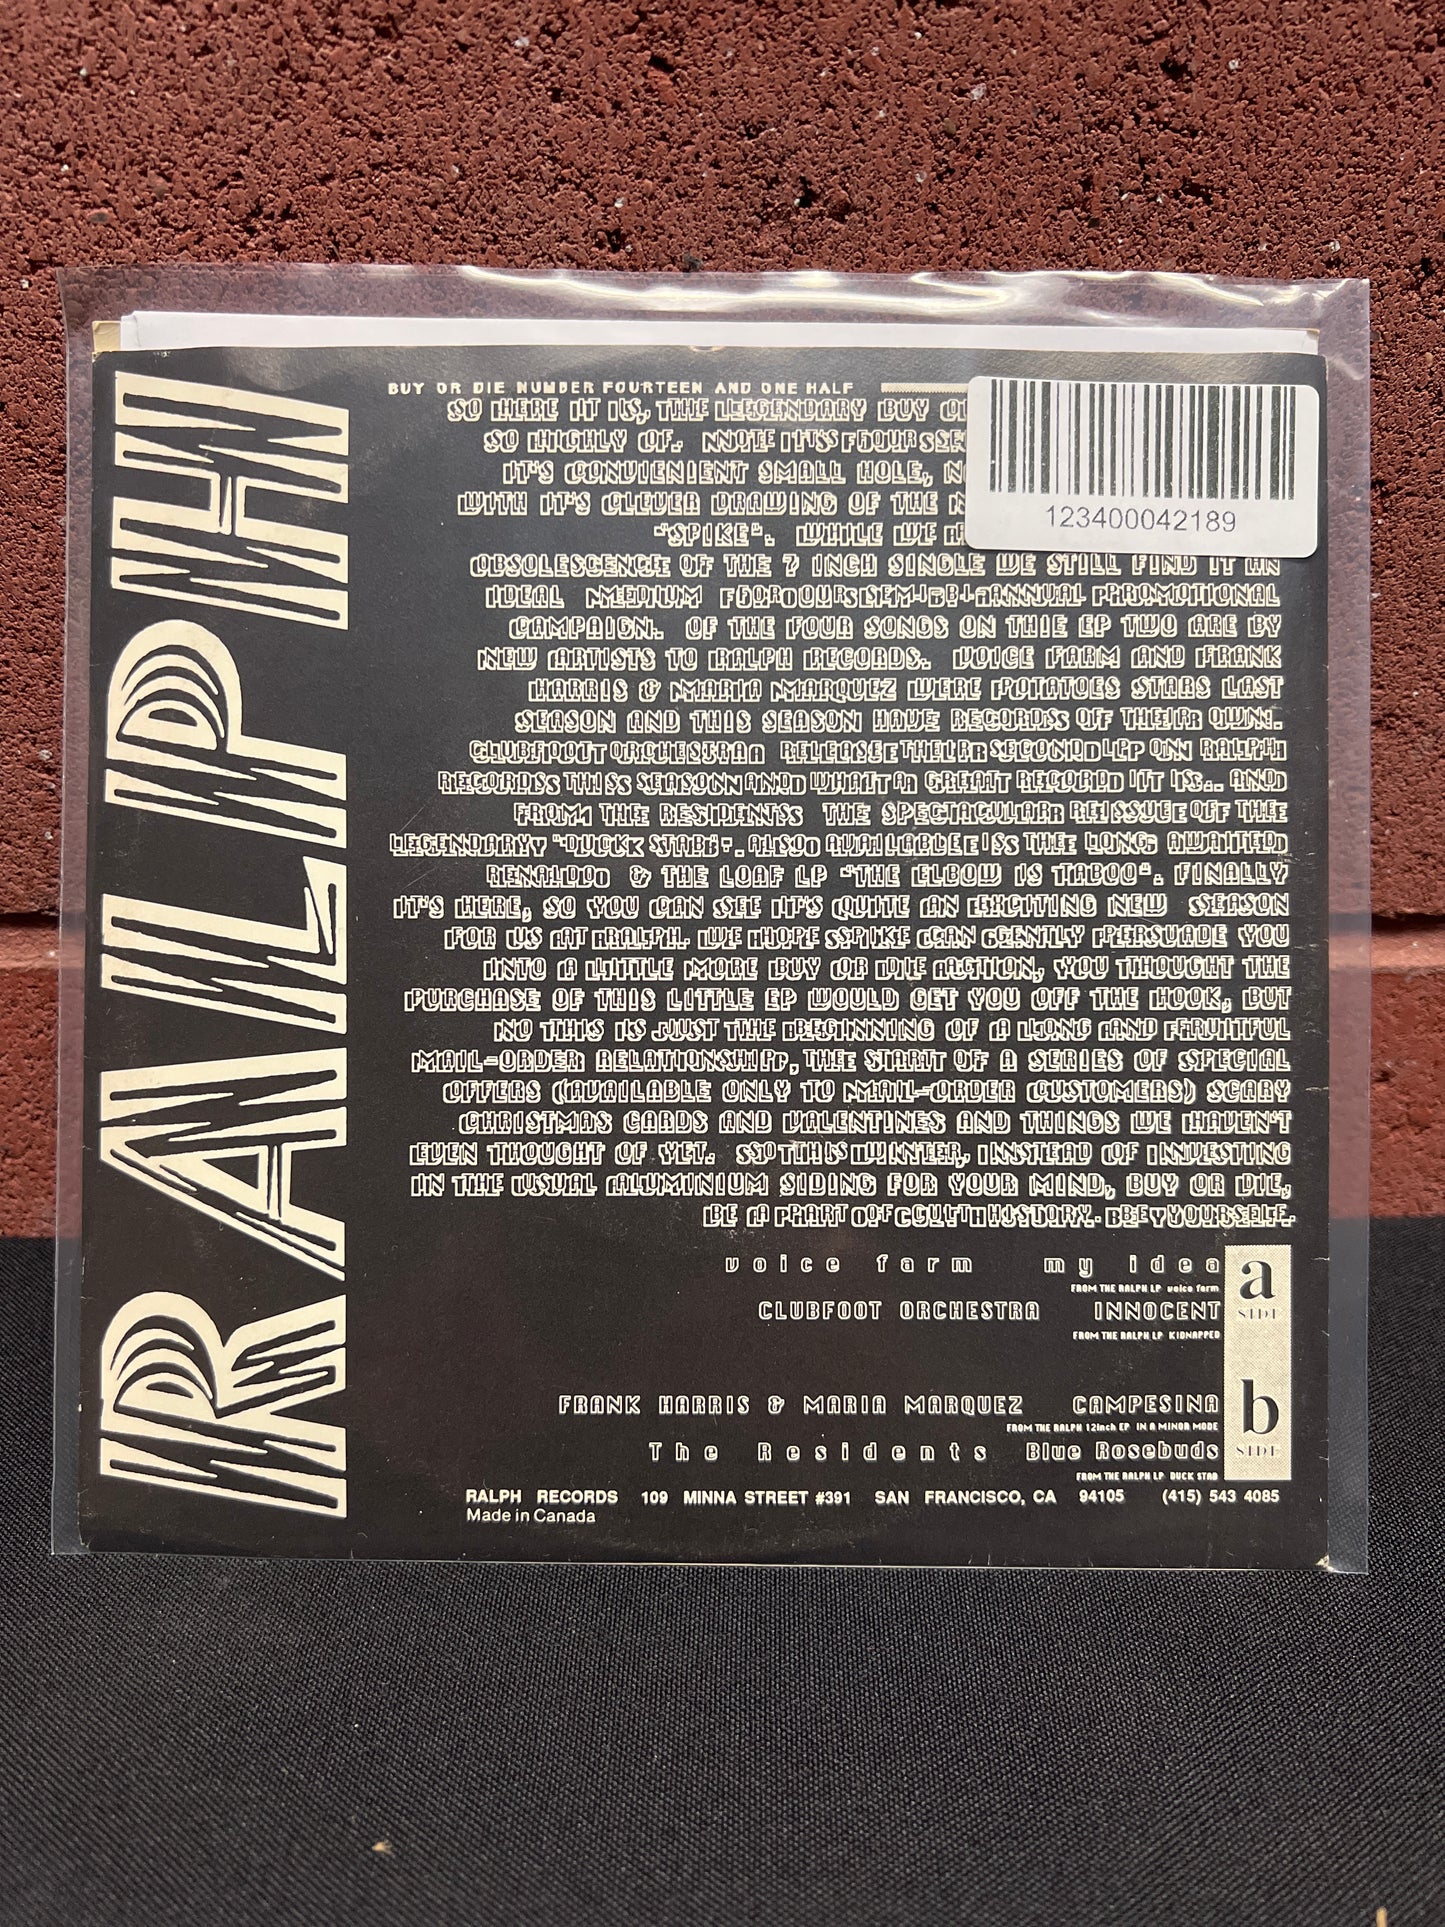 RALPH
BUY OR DIE NUMBER FOURTEEN AND ONE HALF
SO HERE IT IS, THE LEGENDARY BUY
SO HIGHLY OF. NOTE IT'S FOUR
IT'S CONVIENIENT SMALL HOLE,
WITH IT'S CLEVER DRAWING OF THE
"SPIKE". WHILE WE
OBSOLESCENCE OF THE 7 INCH SINGLE WE STILL FIND IT AN
IDEAL MEDIUM FOR OUR SEMI-BI-ANNUAL PROMOTIONAL
CAMPAIGN. OF THE FOUR SONGS ON THIE EP TWO ARE BY
NEW ARTISTS TO RALPH RECORDS. VOICE FARM AND FRANK
HARRIS & MARIA MARQUEZ WERE POTATOES STARS LAST
SEASON AND THIS SEASON HAVE RECORDS OF THEIR OWN.
CLUBFOOT ORCHESTRA RELEASE THEIR SECOND LP ON RALPH
RECORDS THIS SEASON AND WHAT A GREAT RECORD IT IS. AND
FROM THE RESIDENTS THE SPECTACULAR REISSUE OF THE
LEGENDARY "DUCK STAB". ALSO AVAILABLE IS THE LONG AWAITED
RENALDO & THE LOAF LP "THE ELBOW IS TABOO". FINALLY
IT'S HERE, SO YOU CAN SEE IT'S QUITE AN EXCITING NEW SEASON
FOR US AT RALPH. WE HOPE SPIKE CAN GENTLY PERSUADE YOU
INTO A LITTLE MORE BUY OR DIE ACTION, YOU THOUGHT THE
PURCHASE OF THIS LITTLE EP WOULD GET YOU OFF THE HOOK, BUT
NO THIS IS JUST THE BEGINNING OF A LONG AND FRUITFUL
MAIL-ORDER RELATIONSHIP, THE START OF A SERIES OF SPECIAL
OFFERS (AVAILABLE ONLY TO MAIL-ORDER CUSTOMERS) SCARY
CHRISTMAS CARDS AND VALENTINES AND THINGS WE HAVEN'T
EVEN THOUGHT OF YET. SO THIS WINTER, INSTEAD OF INVESTING
IN THE USUAL ALUMINIUM SIDING FOR YOUR MIND, BUY OR DIE,
BE A PART OF CULT HISTORY. BE YOURSELF.
123400042189
voice farm my idea
FROM THE RALPH LP voice farm
CLUBFOOT ORCHESTRA INNOCENT
FROM THE RALPH LP KIDNAPPED
a
SIDE
FRANK HARRIS & MARIA MARQUEZ CAMPESINA
FROM THE RALPH 12inch EP IN A MINOR MODE
The Residents Blue Rosebuds
FROM THE RALPH LP DUCK STAB
b
SIDE
RALPH RECORDS 109 MINNA STREET #391 SAN FRANCISCO, CA 94105 (415) 543 4085
Made in Canada